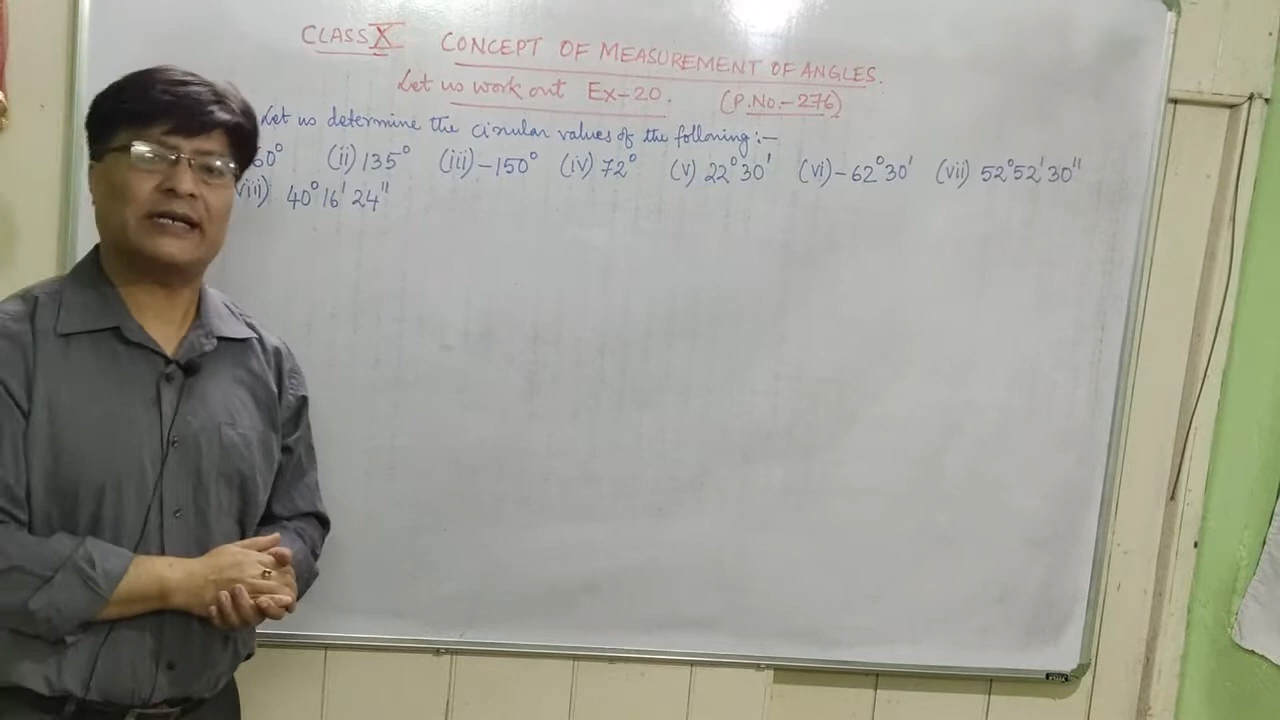 CLASS X CONCEPT OF MEASUREMENT OF ANGLES.
Let us work out Ex-20. (P.No.-276)
Let us determine the cirular values of the following:-
60° (ii) 135° (iii) -150° (iv) 72° (v) 22°30' (vi) -62°30' (vii) 52°52'30"
viii) 40°16'24"